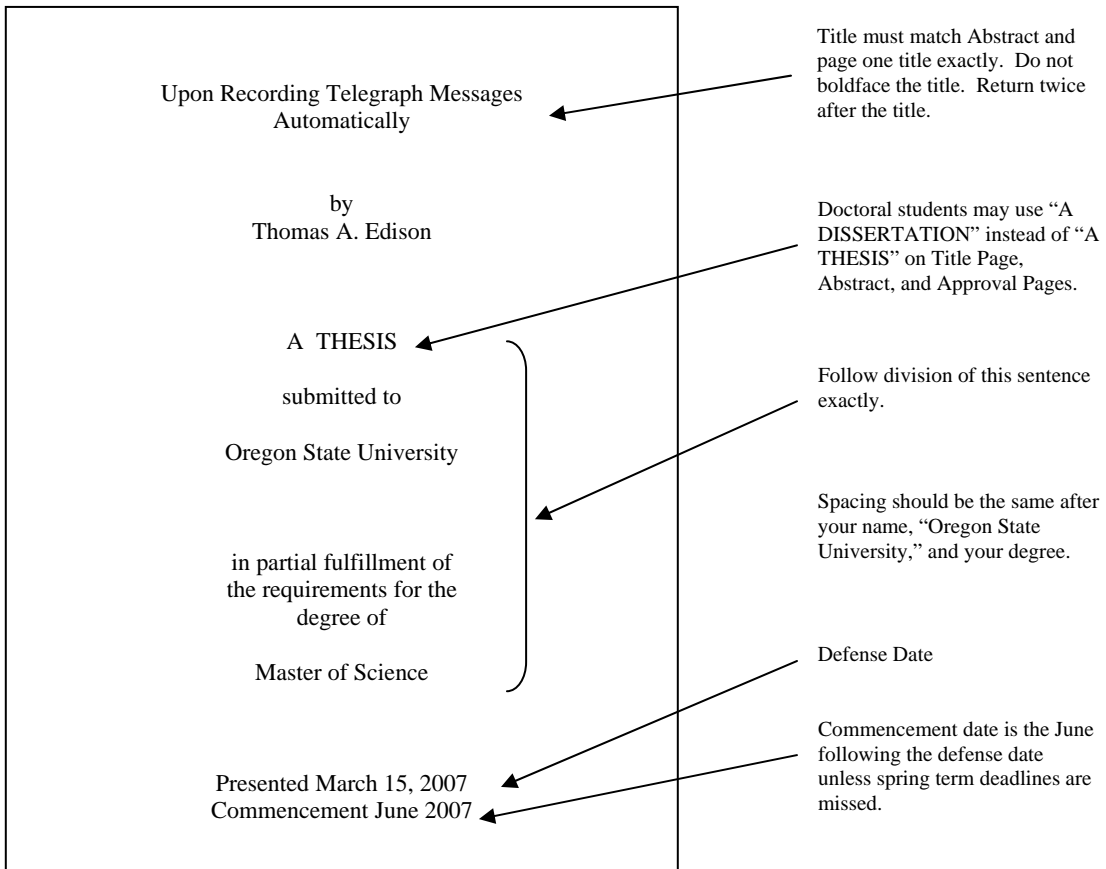 Upon Recording Telegraph Messages
Automatically
by
Thomas A. Edison
A THESIS
submitted to
Oregon State University
in partial fulfillment of
the requirements for the
degree of
Master of Science
Presented March 15, 2007
Commencement June 2007
Title must match Abstract and
page one title exactly. Do not
boldface the title. Return twice
after the title.
Doctoral students may use “A
DISSERTATION” instead of “A
THESIS” on Title Page,
Abstract, and Approval Pages.
Follow division of this sentence
exactly.
Spacing should be the same after
your name, “Oregon State
University,” and your degree.
Defense Date
Commencement date is the June
following the defense date
unless spring term deadlines are
missed.